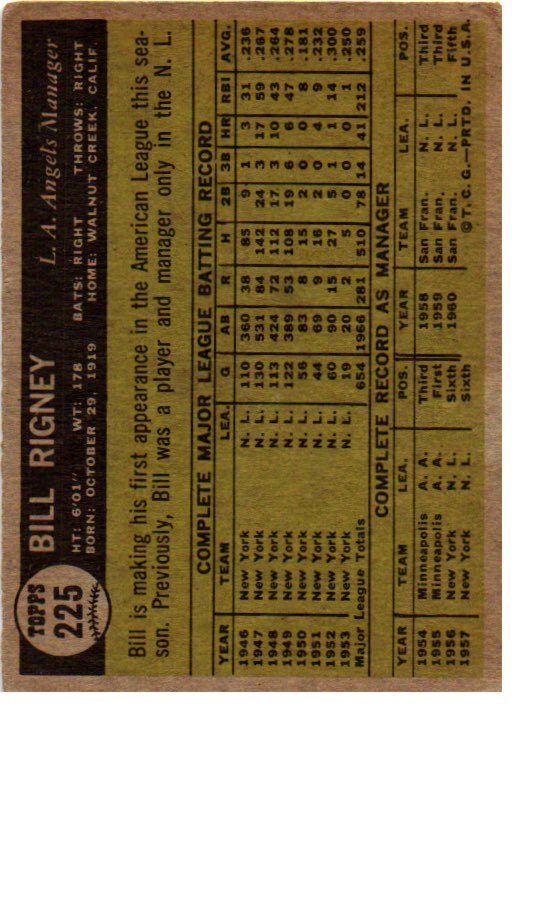 TOPPS
225
BILL RIGNEY
L. A. Angels Manager
HT: 6'01" WT: 178 BATS: RIGHT THROWS: RIGHT
BORN: OCTOBER 29, 1919 HOME: WALNUT CREEK, CALIF.
Bill is making his first appearance in the American League this sea-
son. Previously, Bill was a player and manager only in the N. L.
COMPLETE MAJOR LEAGUE BATTING RECORD
YEAR TEAM LEA. G AB R H 2B 3B HR RBI AVG.
1946 New York N. L. 110 360 38 85 9 1 3 31 .236
1947 New York N. L. 130 531 84 142 24 3 17 59 .267
1948 New York N. L. 113 424 72 112 17 3 10 43 .264
1949 New York N. L. 122 389 53 108 19 6 6 47 .278
1950 New York N. L. 56 83 8 15 2 0 0 8 .181
1951 New York N. L. 44 69 9 16 2 0 4 9 .232
1952 New York N. L. 60 90 15 27 5 1 1 14 .300
1953 New York N. L. 19 20 2 5 0 0 0 1 .250
Major League Totals 654 1966 281 510 78 14 41 212 .259
COMPLETE RECORD AS MANAGER
YEAR TEAM LEA. POS. YEAR TEAM LEA. POS.
1954 Minneapolis A. A. Third 1958 San Fran. N. L. Third
1955 Minneapolis A. A. First 1959 San Fran. N. L. Third
1956 New York N. L. Sixth 1960 San Fran. N. L. Fifth
1957 New York N. L. Sixth
©T. C. G.—PRTD. IN U.S.A.